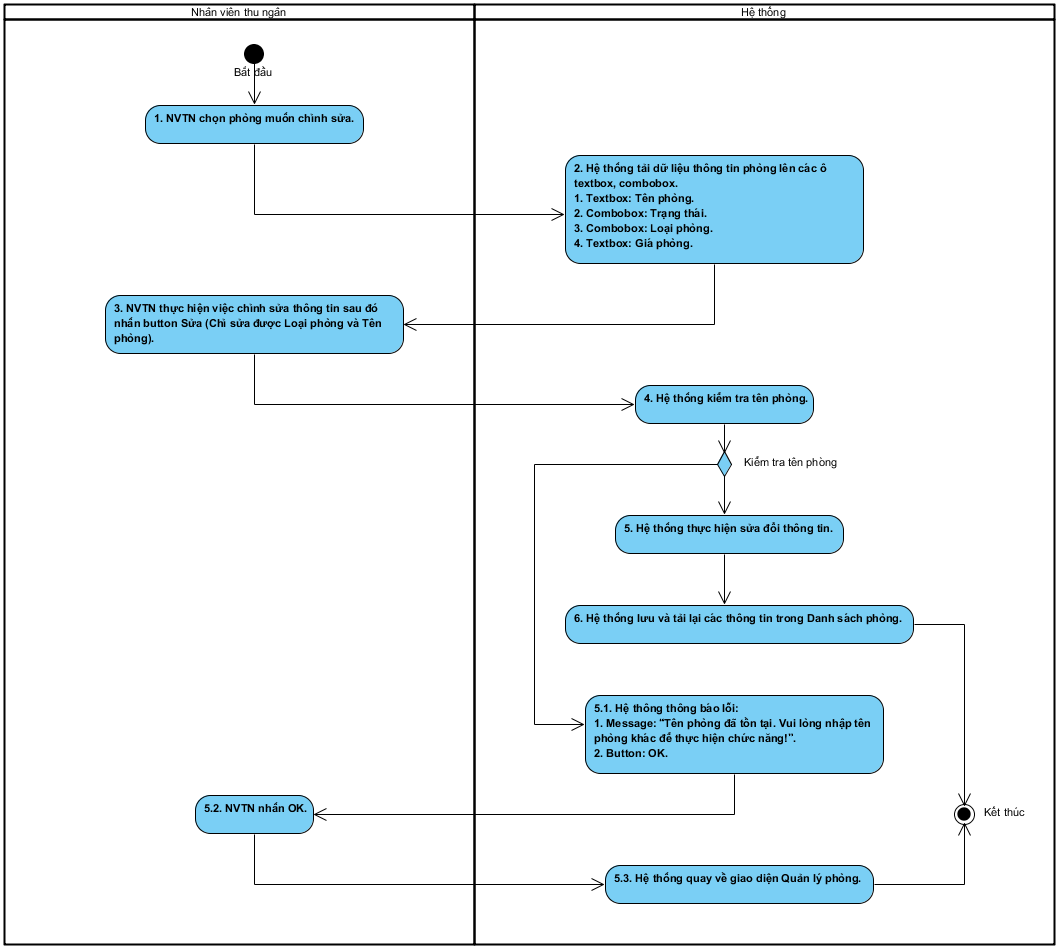 Nhân viên thu ngân
Hệ thống
Bắt đầu
1. NVTN chọn phòng muốn chỉnh sửa.
2. Hệ thống tải dữ liệu thông tin phòng lên các ô
textbox, combobox.
1. Textbox: Tên phòng.
2. Combobox: Trạng thái.
3. Combobox: Loại phòng.
4. Textbox: Giá phòng.
3. NVTN thực hiện việc chỉnh sửa thông tin sau đó
nhấn button Sửa (Chỉ sửa được Loại phòng và Tên
phòng).
4. Hệ thống kiểm tra tên phòng.
Kiểm tra tên phòng
5. Hệ thống thực hiện sửa đổi thông tin.
6. Hệ thống lưu và tải lại các thông tin trong Danh sách phòng.
5.1. Hệ thông thông báo lỗi:
1. Message: "Tên phòng đã tồn tại. Vui lòng nhập tên
phòng khác để thực hiện chức năng!".
2. Button: OK.
5.2. NVTN nhấn OK.
Kết thúc
5.3. Hệ thống quay về giao diện Quản lý phòng.